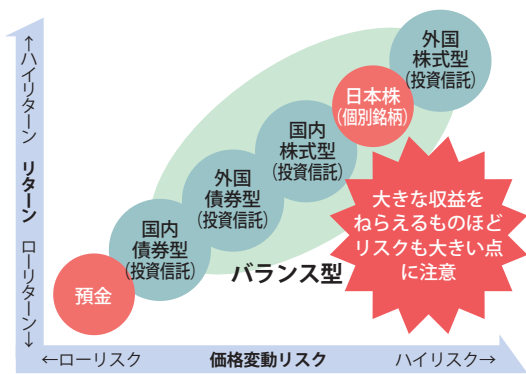 ←ハイリターン リターン ローリターン→
外国
株式型
(投資信託)
日本株
(個別銘柄)
国内
株式型
(投資信託)
外国
債券型
(投資信託)
国内
債券型
(投資信託)
預金
バランス型
大きな収益を
ねらえるものほど
リスクも大きい点
に注意
←ローリスク 価格変動リスク ハイリスク→